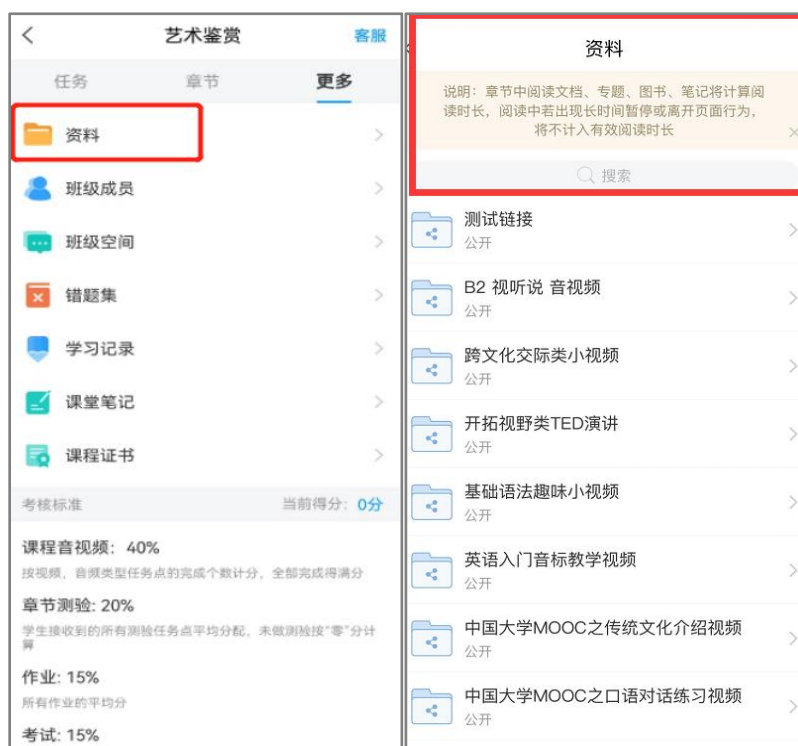 艺术鉴赏
客服
任务
章节
更多
资料
班级成员
班级空间
错题集
学习记录
课堂笔记
课程证书
考核标准
当前得分：0分
课程音视频：40%
按视频，音频类型任务点的完成个数计分，全部完成得满分
章节测验: 20%
学生接收到的所有测验任务点平均分配，未做测验按"零"分计
算
作业: 15%
所有作业的平均分
考试: 15%
资料
说明：章节中阅读文档、专题、图书、笔记将计算阅
读时长，阅读中若出现长时间暂停或离开页面行为，
将不计入有效阅读时长
搜索
测试链接
公开
B2 视听说 音视频
公开
跨文化交际类小视频
公开
开拓视野类TED演讲
公开
基础语法趣味小视频
公开
英语入门音标教学视频
公开
中国大学MOOC之传统文化介绍视频
公开
中国大学MOOC之口语对话练习视频
公开